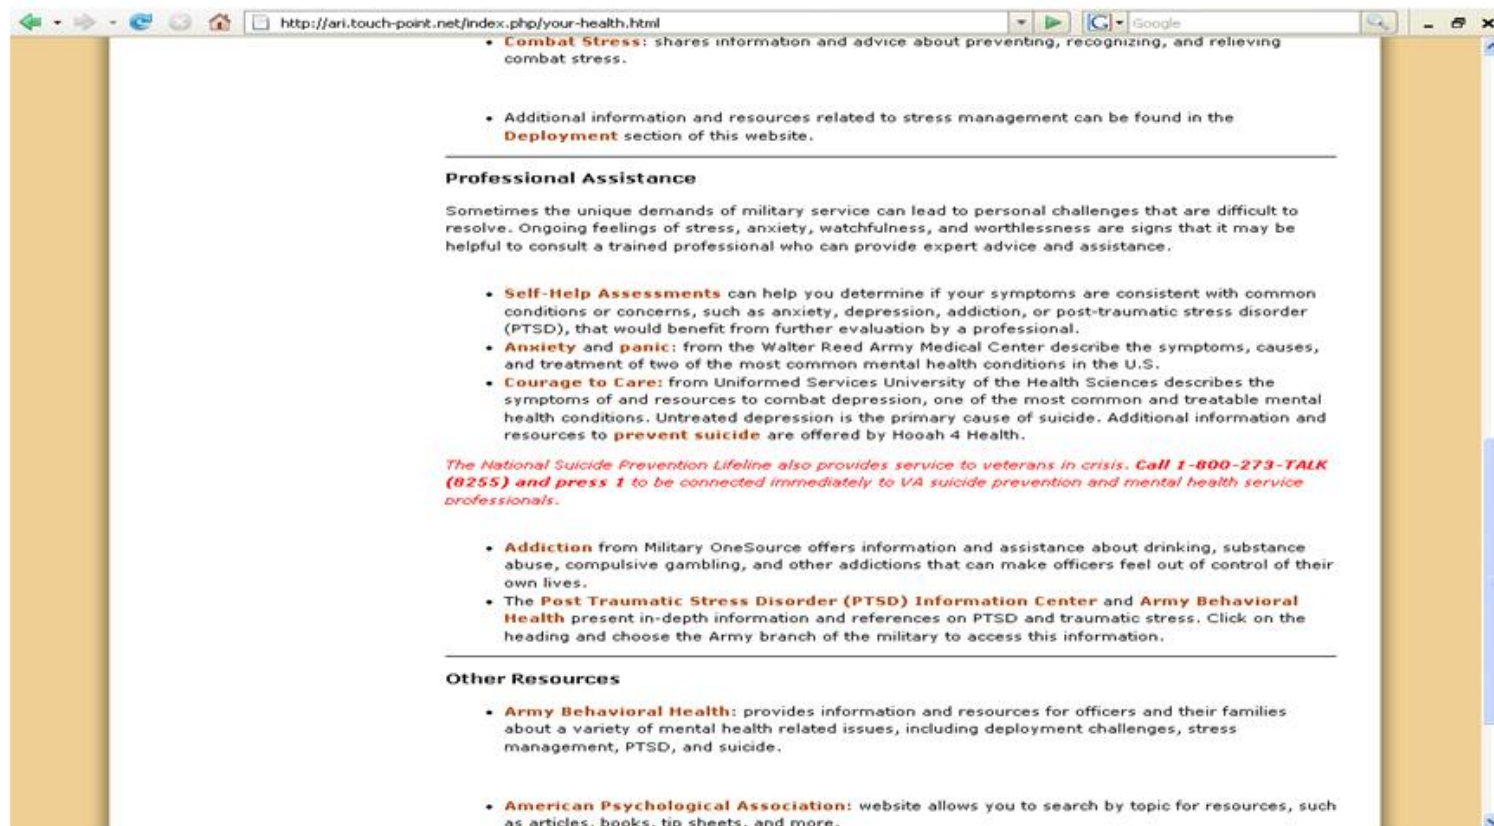 http://ari.touch-point.net/index.php/your-health.html
Google
• Combat Stress: shares information and advice about preventing, recognizing, and relieving
combat stress.
• Additional information and resources related to stress management can be found in the
Deployment section of this website.
Professional Assistance
Sometimes the unique demands of military service can lead to personal challenges that are difficult to
resolve. Ongoing feelings of stress, anxiety, watchfulness, and worthlessness are signs that it may be
helpful to consult a trained professional who can provide expert advice and assistance.
• Self-Help Assessments can help you determine if your symptoms are consistent with common
conditions or concerns, such as anxiety, depression, addiction, or post-traumatic stress disorder
(PTSD), that would benefit from further evaluation by a professional.
• Anxiety and panic: from the Walter Reed Army Medical Center describe the symptoms, causes,
and treatment of two of the most common mental health conditions in the U.S.
• Courage to Care: from Uniformed Services University of the Health Sciences describes the
symptoms of and resources to combat depression, one of the most common and treatable mental
health conditions. Untreated depression is the primary cause of suicide. Additional information and
resources to prevent suicide are offered by Hooah 4 Health.
The National Suicide Prevention Lifeline also provides service to veterans in crisis. Call 1-800-273-TALK
(8255) and press 1 to be connected immediately to VA suicide prevention and mental health service
professionals.
• Addiction from Military OneSource offers information and assistance about drinking, substance
abuse, compulsive gambling, and other addictions that can make officers feel out of control of their
own lives.
• The Post Traumatic Stress Disorder (PTSD) Information Center and Army Behavioral
Health present in-depth information and references on PTSD and traumatic stress. Click on the
heading and choose the Army branch of the military to access this information.
Other Resources
• Army Behavioral Health: provides information and resources for officers and their families
about a variety of mental health related issues, including deployment challenges, stress
management, PTSD, and suicide.
• American Psychological Association: website allows you to search by topic for resources, such
as articles, books, tip sheets, and more.